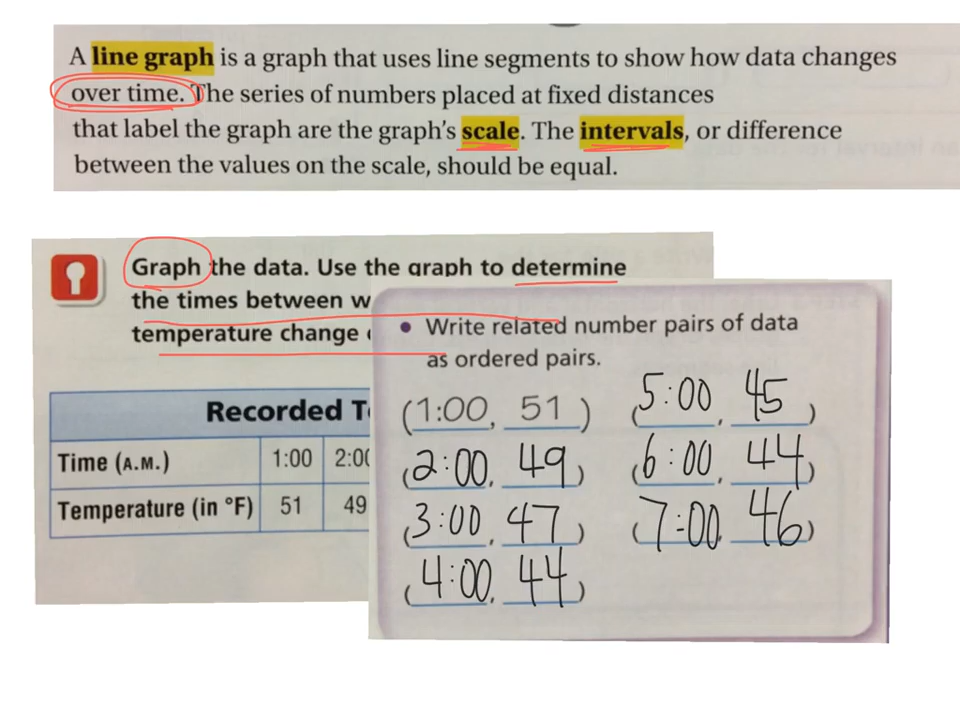 A line graph is a graph that uses line segments to show how data changes
over time. The series of numbers placed at fixed distances
that label the graph are the graph's scale. The intervals, or difference
between the values on the scale, should be equal.
Graph the data. Use the graph to determine
the times between w
temperature change
Recorded T
Time (A.M.) 1:00 2:00
Temperature (in °F) 51 49
• Write related number pairs of data
as ordered pairs.
(1:00, 51)
(2:00, 49)
(3:00, 47)
(4:00, 44)
(5:00, 45)
(6:00, 44)
(7:00, 46)